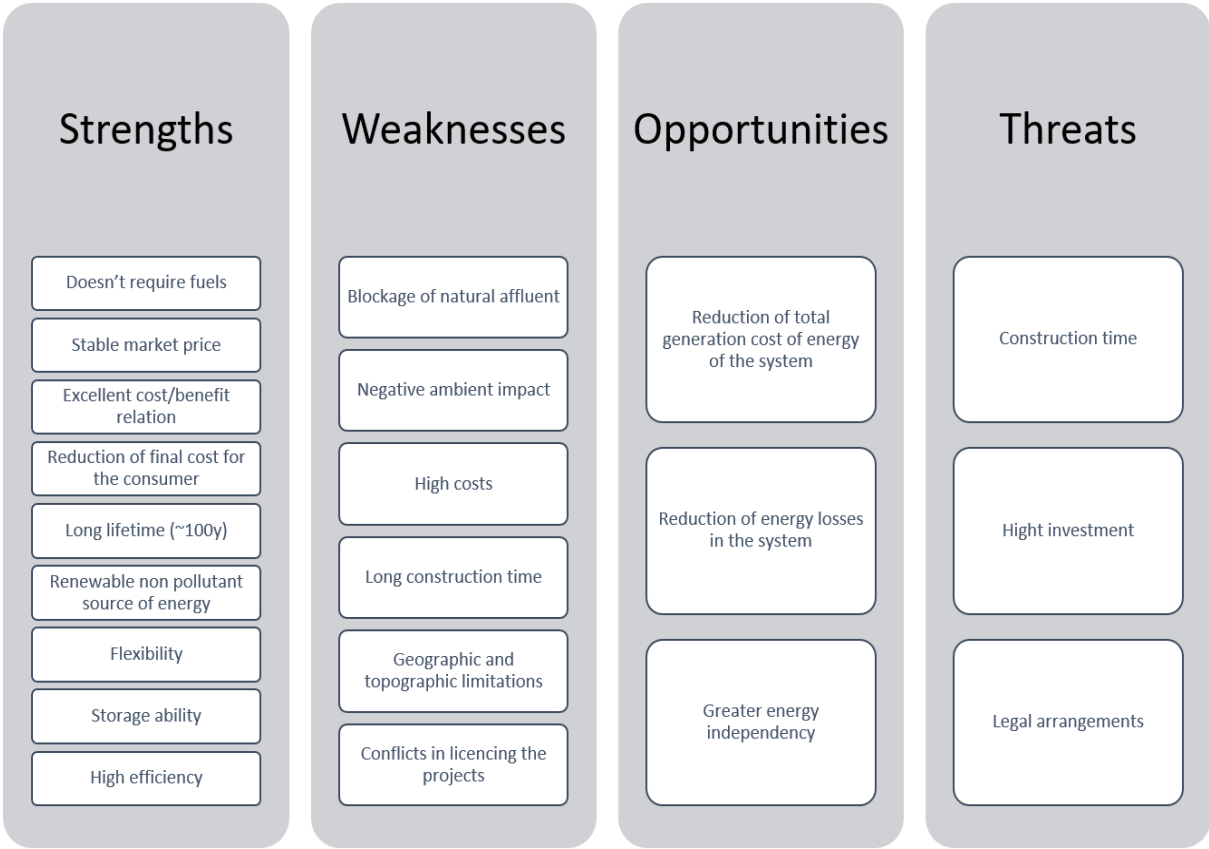 Strengths
Doesn’t require fuels
Stable market price
Excellent cost/benefit
relation
Reduction of final cost for
the consumer
Long lifetime (~100y)
Renewable non pollutant
source of energy
Flexibility
Storage ability
High efficiency
Weaknesses
Blockage of natural affluent
Negative ambient impact
High costs
Long construction time
Geographic and
topographic limitations
Conflicts in licencing the
projects
Opportunities
Reduction of total
generation cost of energy
of the system
Reduction of energy losses
in the system
Greater energy
independency
Threats
Construction time
Hight investment
Legal arrangements